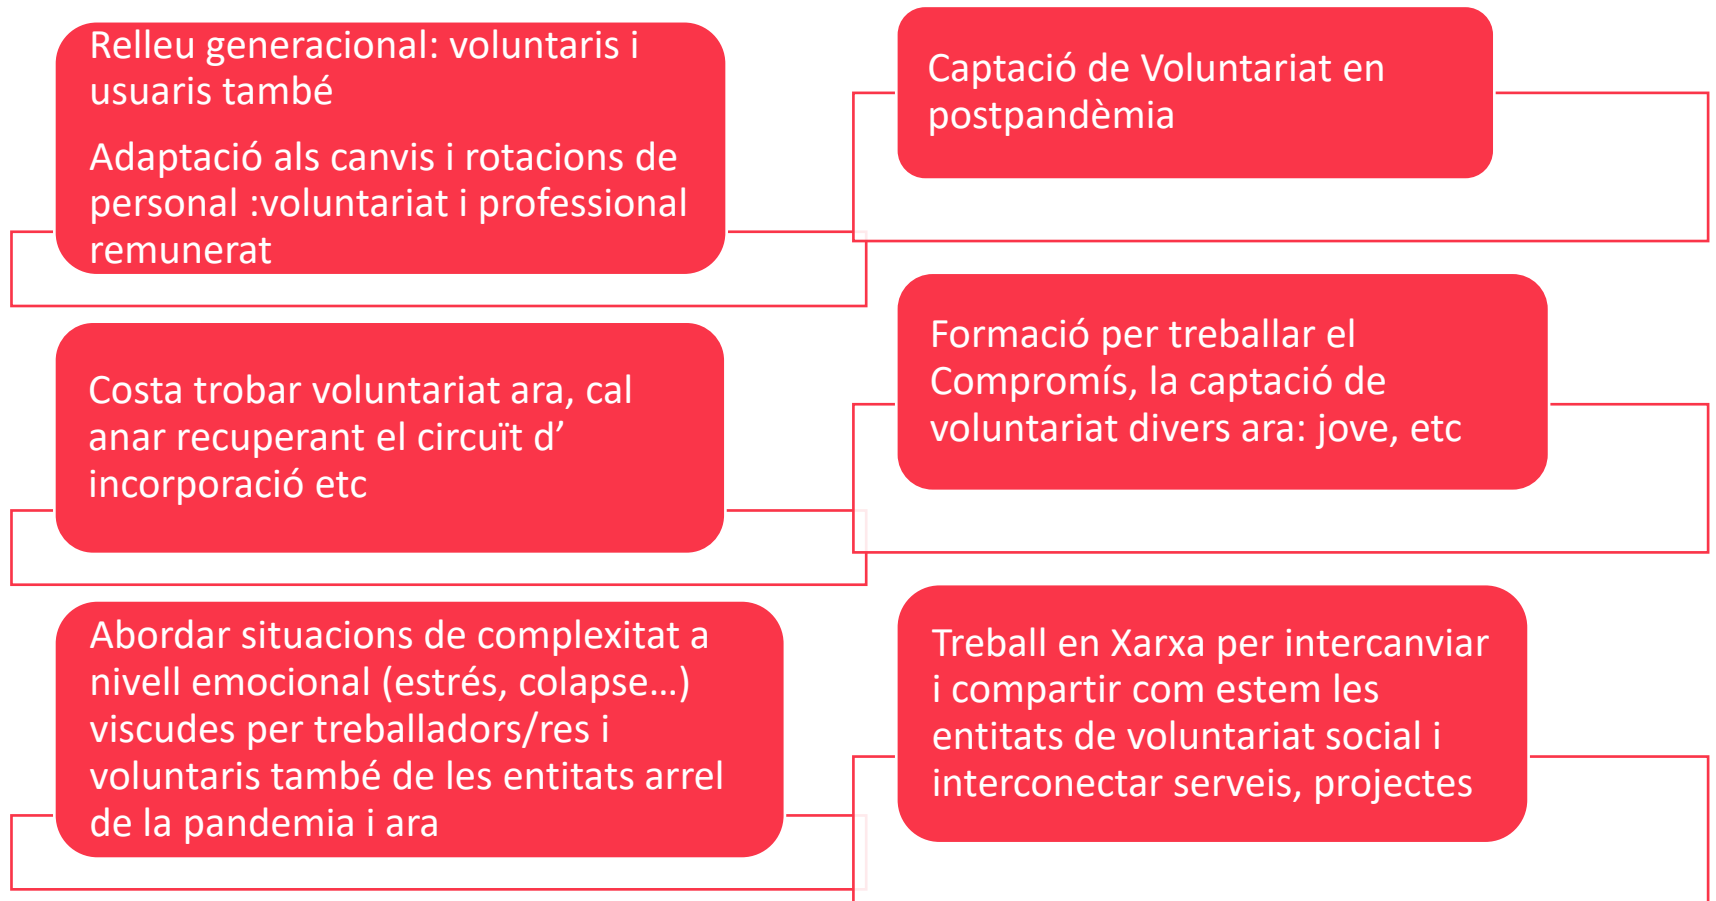 Relleu generacional: voluntaris i
usuaris també
Adaptació als canvis i rotacions de
personal :voluntariat i professional
remunerat
Costa trobar voluntariat ara, cal
anar recuperant el circuït d’
incorporació etc
Abordar situacions de complexitat a
nivell emocional (estrés, colapse…)
viscudes per treballadors/res i
voluntaris també de les entitats arrel
de la pandemia i ara
Captació de Voluntariat en
postpandèmia
Formació per treballar el
Compromís, la captació de
voluntariat divers ara: jove, etc
Treball en Xarxa per intercanviar
i compartir com estem les
entitats de voluntariat social i
interconectar serveis, projectes